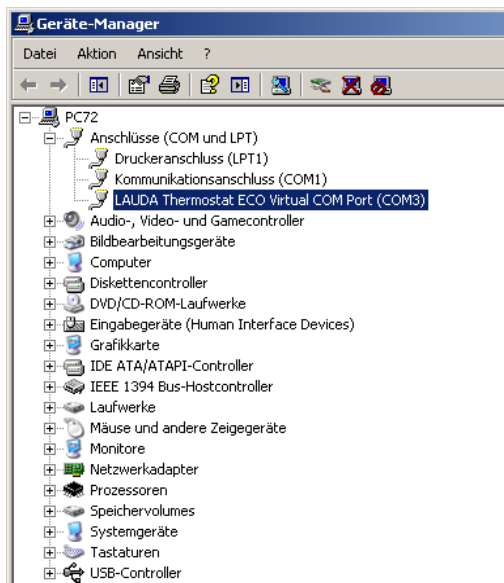 Geräte-Manager
Datei Aktion Ansicht ?
PC72
Anschlüsse (COM und LPT)
Druckeranschluss (LPT1)
Kommunikationsanschluss (COM1)
LAUDA Thermostat ECO Virtual COM Port (COM3)
Audio-, Video- und Gamecontroller
Bildbearbeitungsgeräte
Computer
Diskettencontroller
DVD/CD-ROM-Laufwerke
Eingabegeräte (Human Interface Devices)
Grafikkarte
IDE ATA/ATAPI-Controller
IEEE 1394 Bus-Hostcontroller
Laufwerke
Mäuse und andere Zeigegeräte
Monitore
Netzwerkadapter
Prozessoren
Speichervolumes
Systemgeräte
Tastaturen
USB-Controller